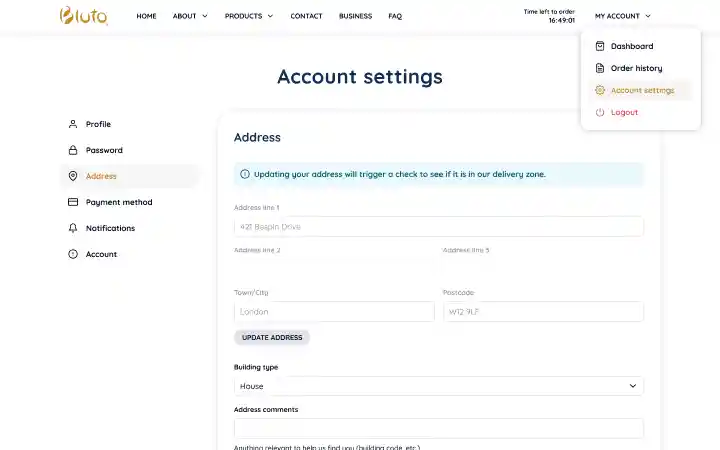 Pluto
HOME ABOUT PRODUCTS CONTACT BUSINESS FAQ
Time left to order
16:49:01
MY ACCOUNT
Dashboard
Order history
Account settings
Logout
Account settings
Profile
Password
Address
Payment method
Notifications
Account
Address
Updating your address will trigger a check to see if it is in our delivery zone.
Address line 1
421 Bespin Drive
Address line 2 Address line 3
Town/City Postcode
London W12 9LF
UPDATE ADDRESS
Building type
House
Address comments
Anything relevant to help us find you (building code, etc.)